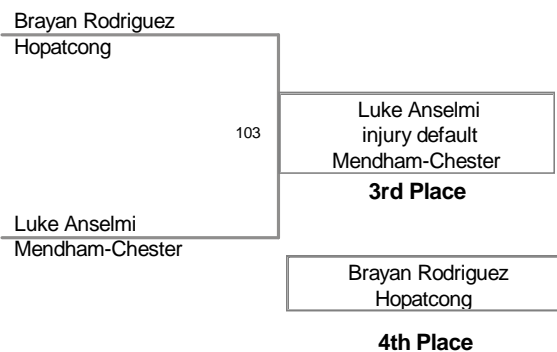 Brayan Rodriguez
Hopatcong
103
Luke Anselmi
injury default
Mendham-Chester
3rd Place
Luke Anselmi
Mendham-Chester
Brayan Rodriguez
Hopatcong
4th Place